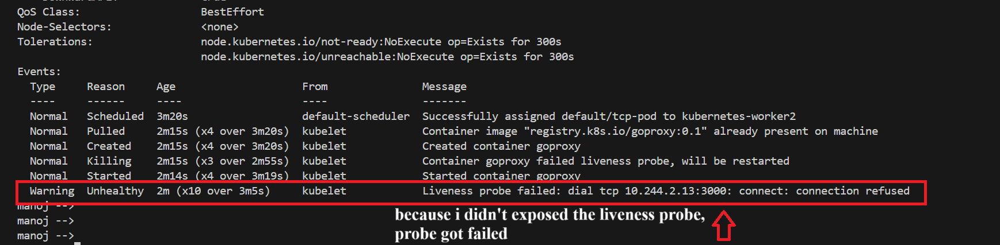 QoS Class: BestEffort
Node-Selectors: <none>
Tolerations: node.kubernetes.io/not-ready:NoExecute op=Exists for 300s
node.kubernetes.io/unreachable:NoExecute op=Exists for 300s
Events:
Type Reason Age From Message
---- ------ ---- ---- -------
Normal Scheduled 3m20s default-scheduler Successfully assigned default/tcp-pod to kubernetes-worker2
Normal Pulled 2m15s (x4 over 3m20s) kubelet Container image "registry.k8s.io/goproxy:0.1" already present on machine
Normal Created 2m15s (x4 over 3m20s) kubelet Created container goproxy
Normal Killing 2m15s (x3 over 2m55s) kubelet Container goproxy failed liveness probe, will be restarted
Normal Started 2m14s (x4 over 3m19s) kubelet Started container goproxy
Warning Unhealthy 2m (x10 over 3m5s) kubelet Liveness probe failed: dial tcp 10.244.2.13:3000: connect: connection refused
manoj -->
because i didn't exposed the liveness probe,
manoj -->
probe got failed
manoj -->